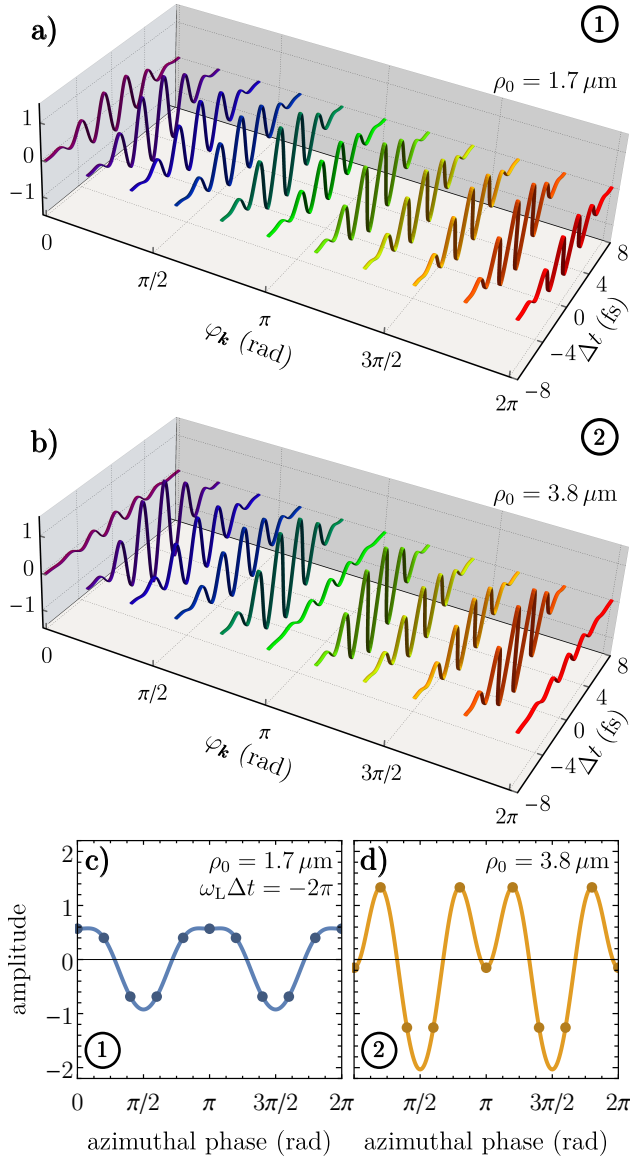 a)
1
ρ₀ = 1.7 μm
1
0
−1
0
π/2
π
3π/2
2π
φₖ (rad)
−8
−4
0
4
8
Δt (fs)
b)
2
ρ₀ = 3.8 μm
1
0
−1
0
π/2
π
3π/2
2π
φₖ (rad)
−8
−4
0
4
8
Δt (fs)
c)
ρ₀ = 1.7 μm
ω_LΔt = −2π
d)
ρ₀ = 3.8 μm
2
1
0
−1
−2
amplitude
1
2
0
π/2
π
3π/2
2π
π/2
π
3π/2
2π
azimuthal phase (rad)
azimuthal phase (rad)